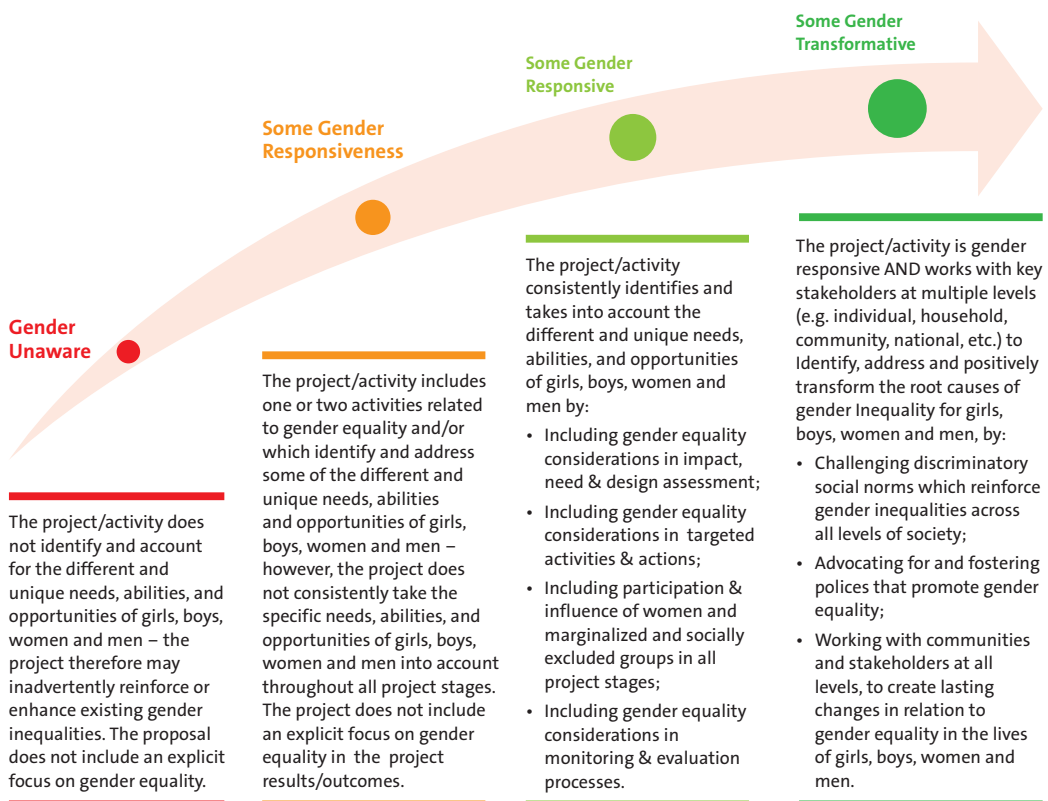 Gender
Unaware
The project/activity does
not identify and account
for the different and
unique needs, abilities, and
opportunities of girls, boys,
women and men – the
project therefore may
inadvertently reinforce or
enhance existing gender
inequalities. The proposal
does not include an explicit
focus on gender equality.
Some Gender
Responsiveness
The project/activity includes
one or two activities related
to gender equality and/or
which identify and address
some of the different and
unique needs, abilities
and opportunities of girls,
boys, women and men –
however, the project does
not consistently take the
specific needs, abilities, and
opportunities of girls, boys,
women and men into account
throughout all project stages.
The project does not include
an explicit focus on gender
equality in the project
results/outcomes.
Some Gender
Responsive
The project/activity
consistently identifies and
takes into account the
different and unique needs,
abilities, and opportunities
of girls, boys, women and
men by:
• Including gender equality
considerations in impact,
need & design assessment;
• Including gender equality
considerations in targeted
activities & actions;
• Including participation &
influence of women and
marginalized and socially
excluded groups in all
project stages;
• Including gender equality
considerations in
monitoring & evaluation
processes.
Some Gender
Transformative
The project/activity is gender
responsive AND works with key
stakeholders at multiple levels
(e.g. individual, household,
community, national, etc.) to
Identify, address and positively
transform the root causes of
gender Inequality for girls,
boys, women and men, by:
• Challenging discriminatory
social norms which reinforce
gender inequalities across
all levels of society;
• Advocating for and fostering
polices that promote gender
equality;
• Working with communities
and stakeholders at all
levels, to create lasting
changes in relation to
gender equality in the lives
of girls, boys, women and
men.